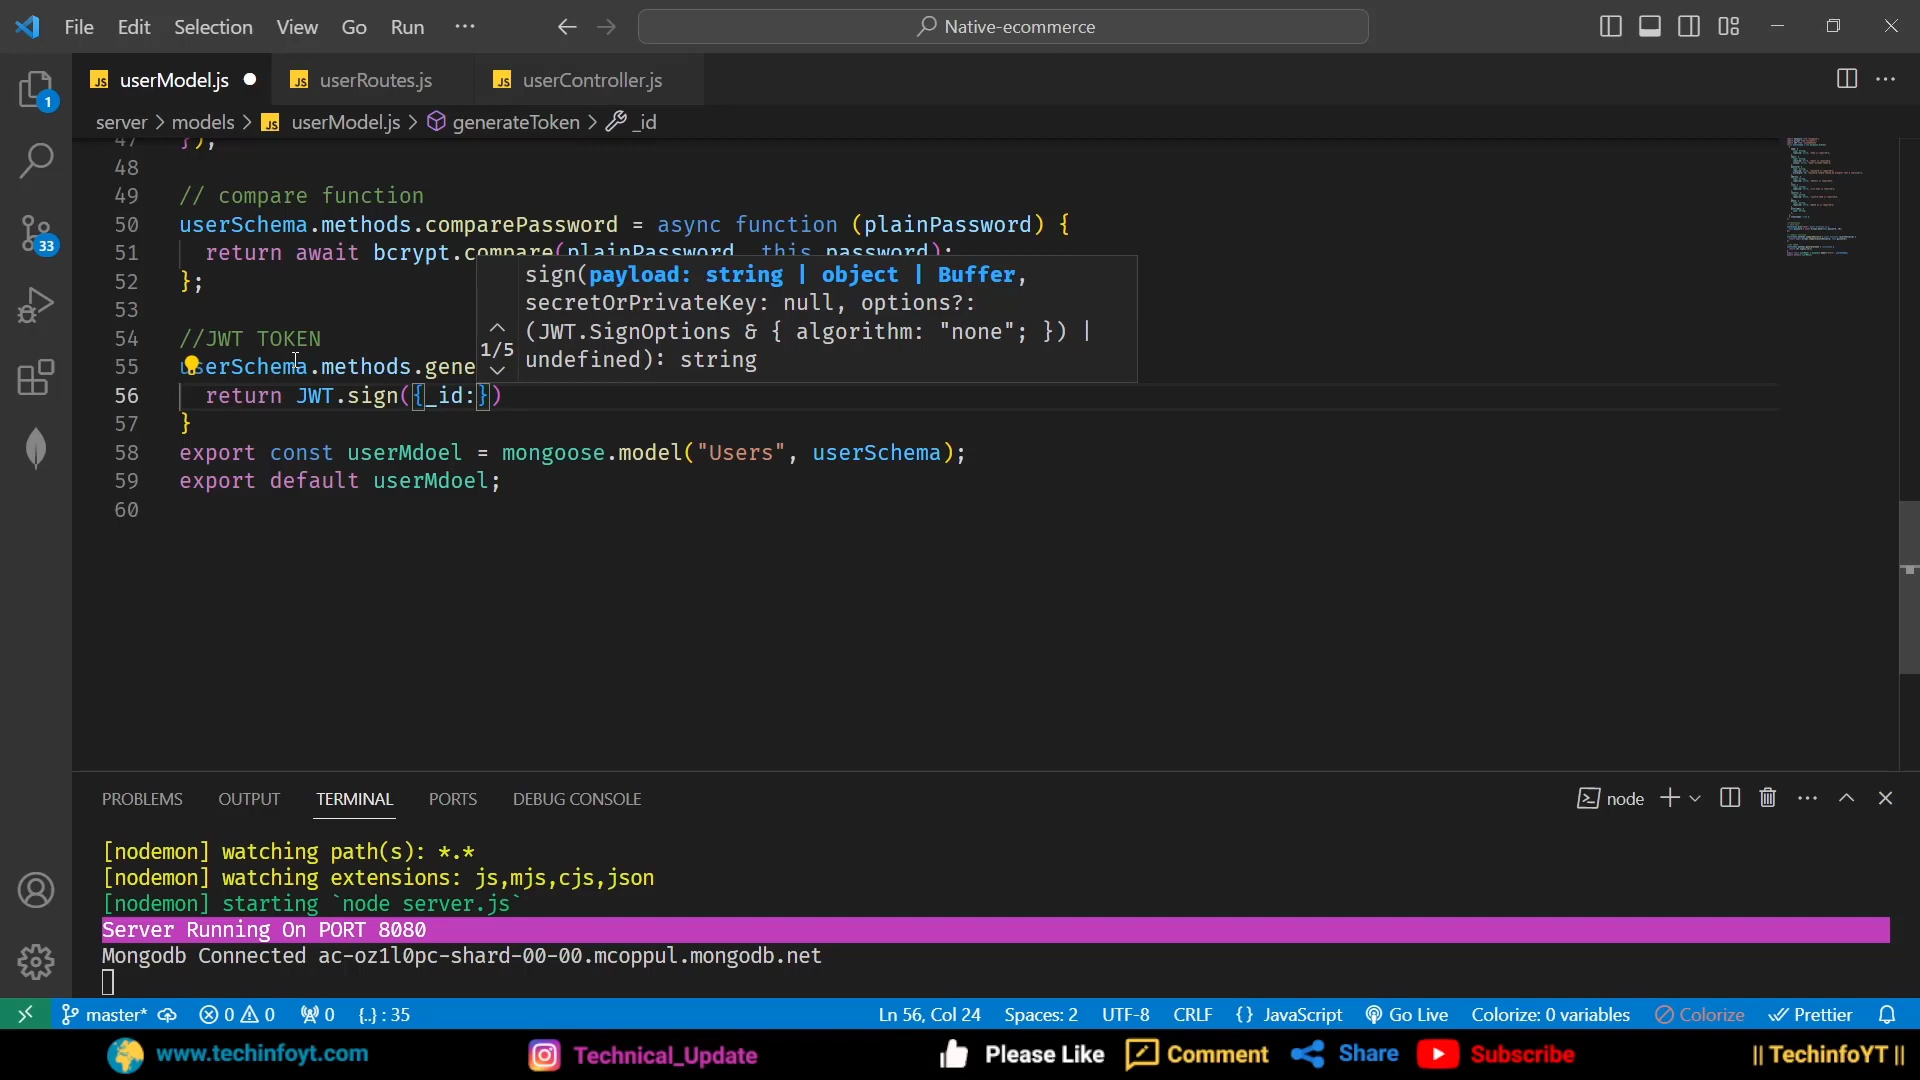 File Edit Selection View Go Run ··· Native-ecommerce
userModel.js userRoutes.js userController.js
server > models > userModel.js > generateToken > _id
47 });
48
49 // compare function
50 userSchema.methods.comparePassword = async function (plainPassword) {
51 return await bcrypt.compare(plainPassword, this.password);
52 };
53
54 //JWT TOKEN
55 userSchema.methods.gene
56 return JWT.sign({_id:})
57 }
58 export const userMdoel = mongoose.model("Users", userSchema);
59 export default userMdoel;
60
sign(payload: string | object | Buffer,
secretOrPrivateKey: null, options?:
1/5 (JWT.SignOptions & { algorithm: "none"; }) |
undefined): string
PROBLEMS OUTPUT TERMINAL PORTS DEBUG CONSOLE node
[nodemon] watching path(s): *.*
[nodemon] watching extensions: js,mjs,cjs,json
[nodemon] starting `node server.js`
Server Running On PORT 8080
Mongodb Connected ac-oz1l0pc-shard-00-00.mcoppul.mongodb.net
1
33
master* 0 0 0 {..} : 35 Ln 56, Col 24 Spaces: 2 UTF-8 CRLF {} JavaScript Go Live Colorize: 0 variables Colorize Prettier
www.techinfoyt.com Technical_Update Please Like Comment Share Subscribe || TechinfoYT ||